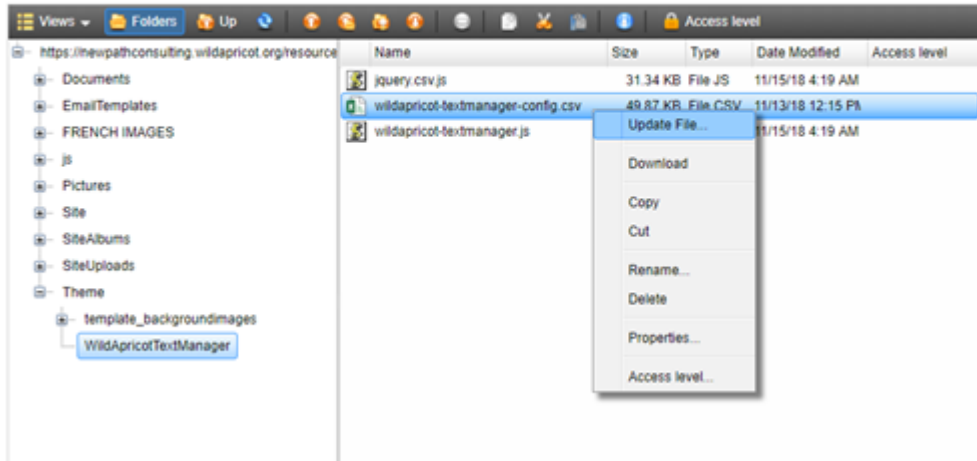 Views Folders Up Access level
https://newpathconsulting.wildapricot.org/resource
Documents
EmailTemplates
FRENCH IMAGES
js
Pictures
Site
SiteAlbums
SiteUploads
Theme
template_backgroundimages
WildApricotTextManager
Name Size Type Date Modified Access level
jquery.csv.js 31.34 KB File JS 11/15/18 4:19 AM
wildapricot-textmanager-config.csv 49.87 KB File CSV 11/13/18 12:15 PM
wildapricot-textmanager.js 11/15/18 4:19 AM
Update File...
Download
Copy
Cut
Rename...
Delete
Properties...
Access level...